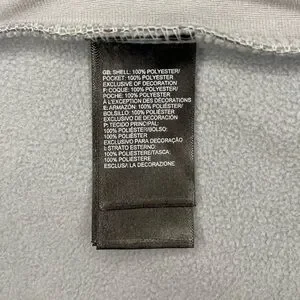 GB: SHELL: 100% POLYESTER/
POCKET: 100% POLYESTER
EXCLUSIVE OF DECORATION
F: COQUE: 100% POLYESTER/
POCHE: 100% POLYESTER
À L'EXCEPTION DES DÉCORATIONS
E: ARMAZÓN: 100% POLIÉSTER/
BOLSILLO: 100% POLIÉSTER
EXCLUSIVO DE DECORACIÓN
P: TECIDO PRINCIPAL:
100% POLIÉSTER/BOLSO:
100% POLIÉSTER
EXCLUSIVO PARA DECORAÇÃO
I: STRATO ESTERNO:
100% POLIESTERE/TASCA:
100% POLIESTERE
ESCLUSI LA DECORAZIONE